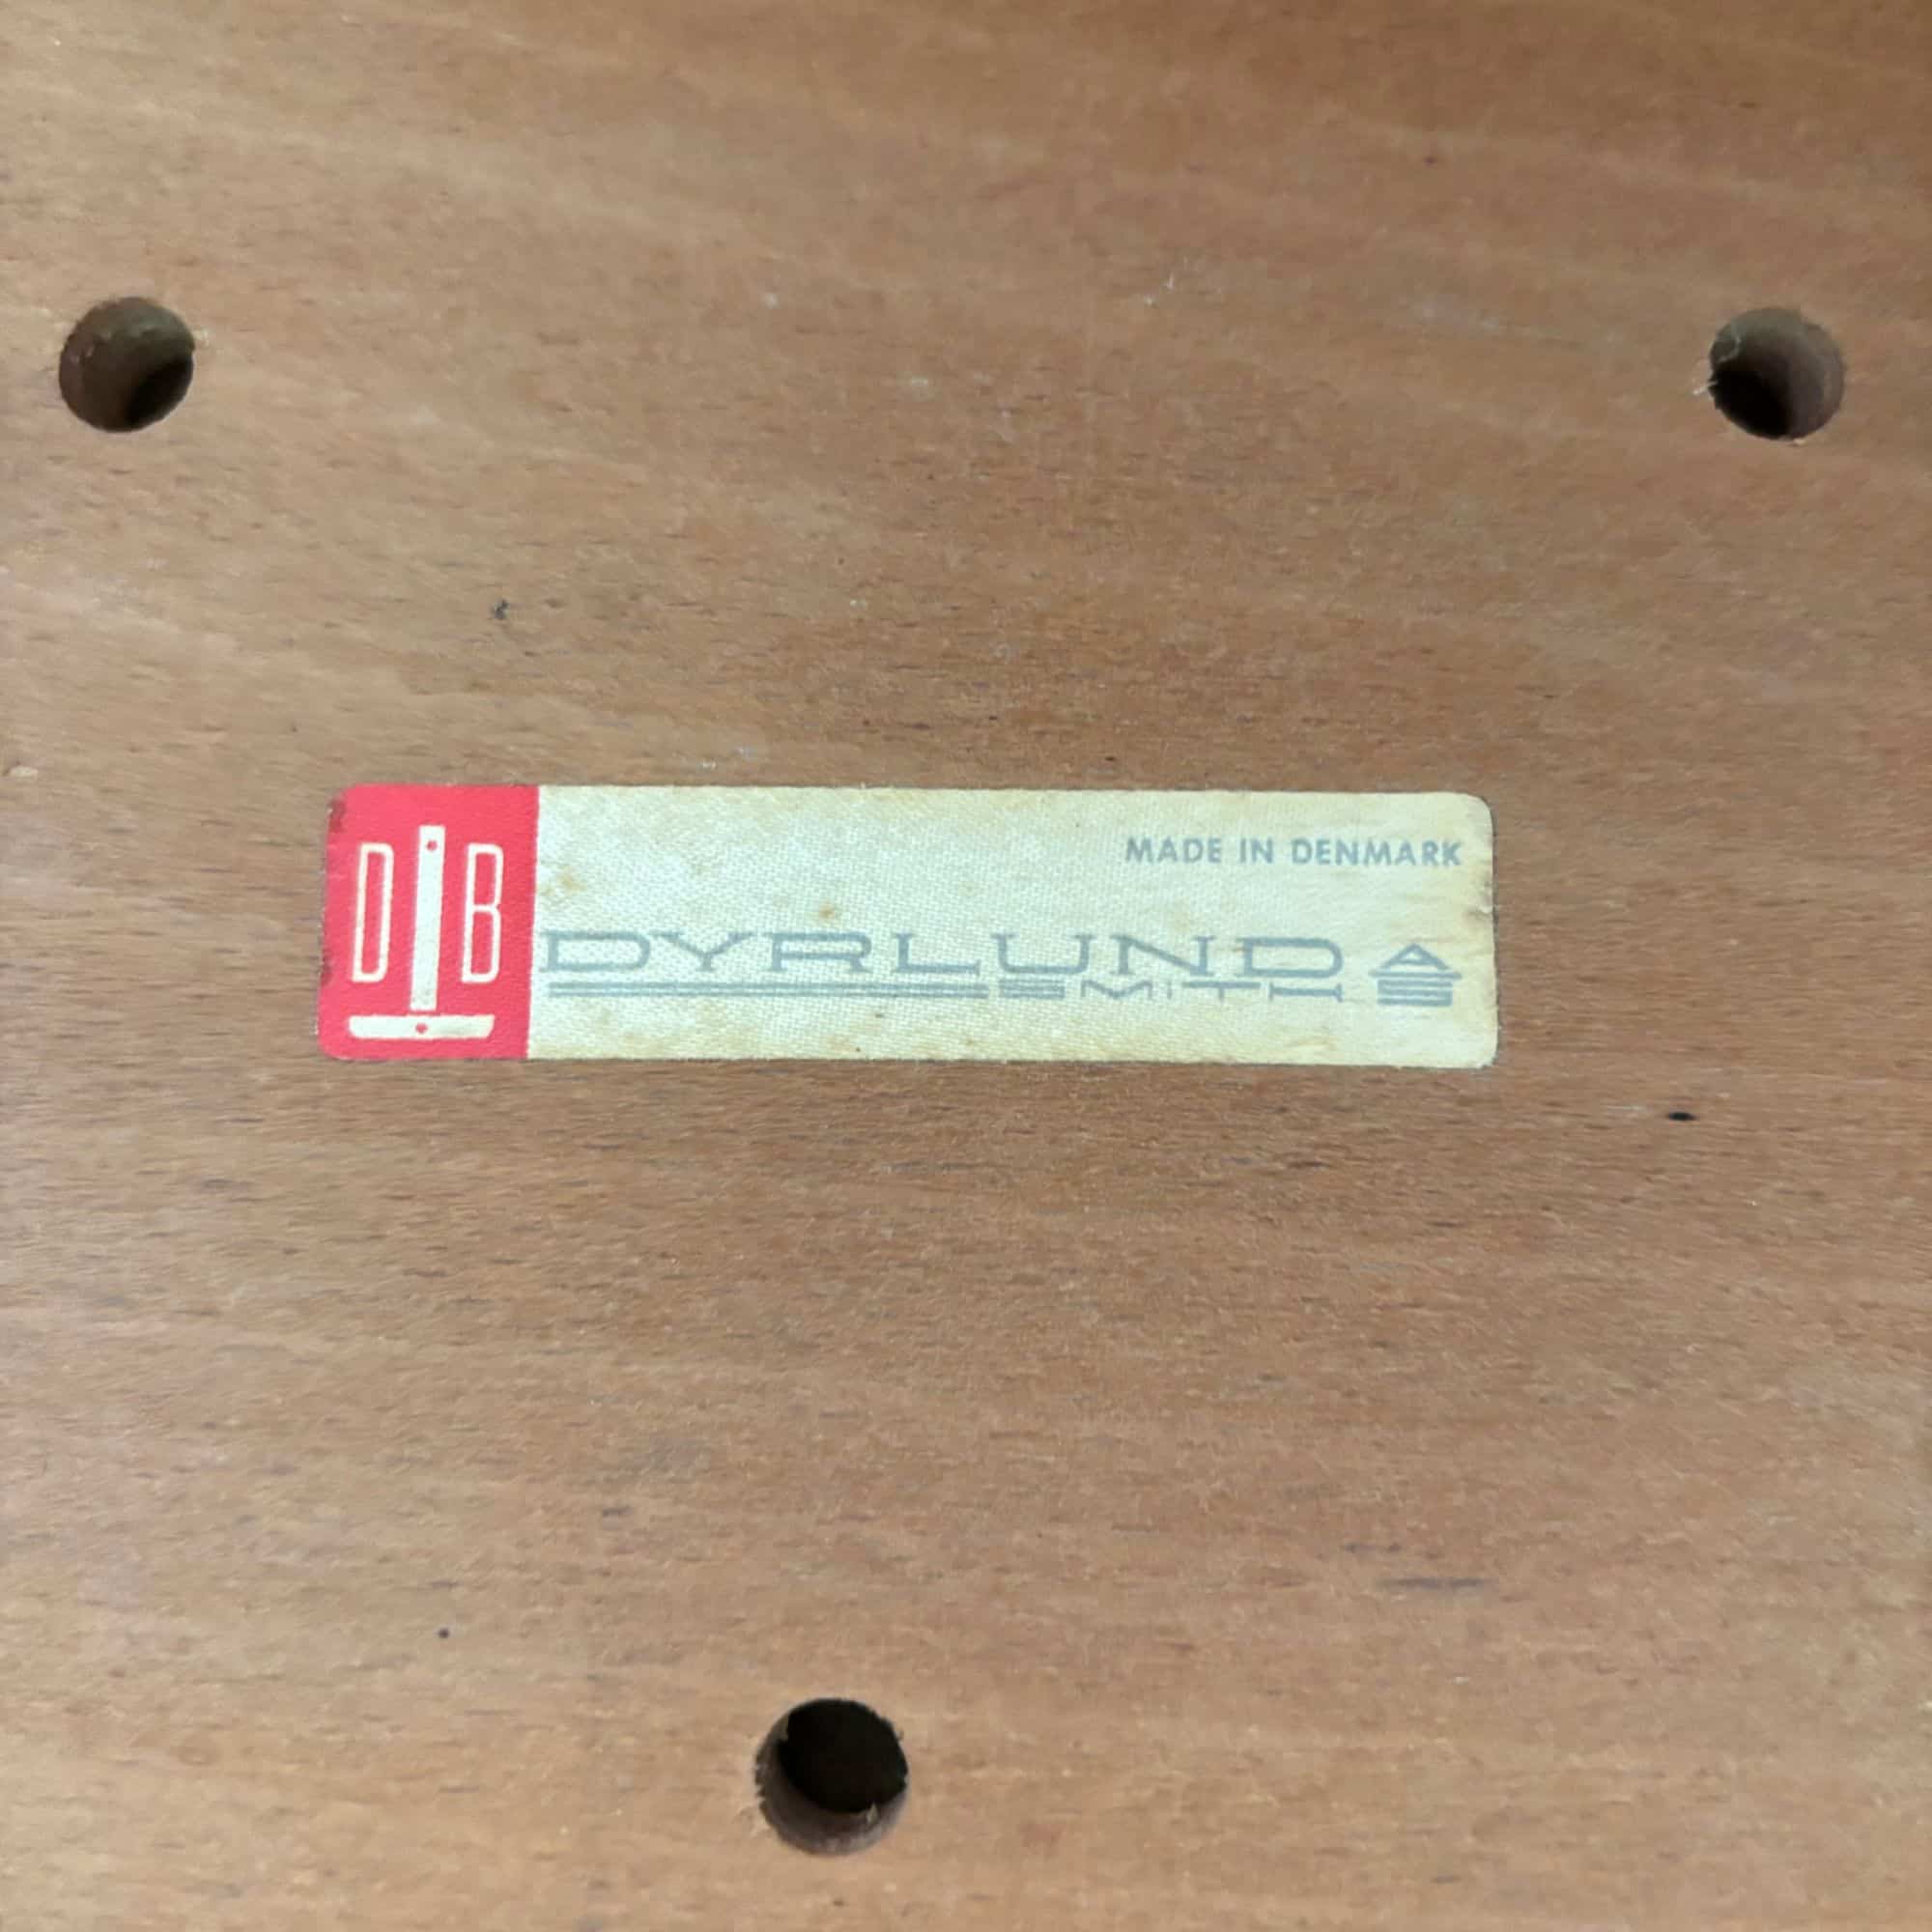 D B
MADE IN DENMARK
DYRLUND A/S
SMITH